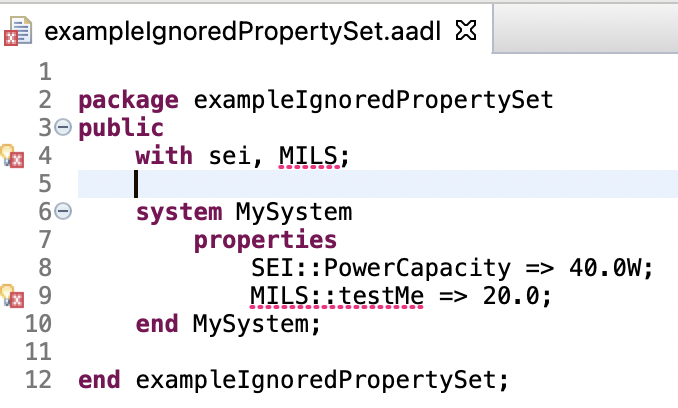 exampleIgnoredPropertySet.aadl
1
2 package exampleIgnoredPropertySet
3 public
4     with sei, MILS;
5
6     system MySystem
7         properties
8             SEI::PowerCapacity => 40.0W;
9             MILS::testMe => 20.0;
10     end MySystem;
11
12 end exampleIgnoredPropertySet;